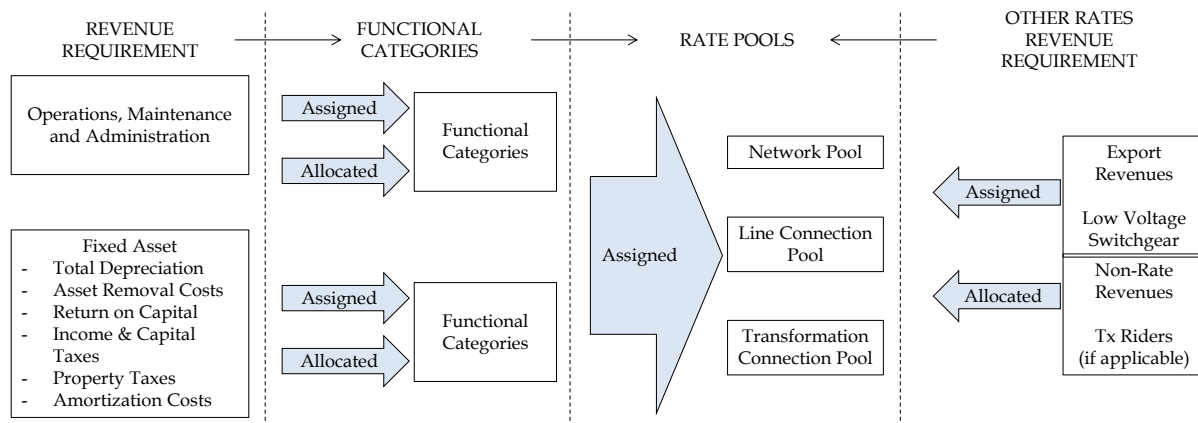 REVENUE
REQUIREMENT
FUNCTIONAL
CATEGORIES
RATE POOLS
OTHER RATES
REVENUE
REQUIREMENT
Operations, Maintenance
and Administration
Assigned
Allocated
Functional
Categories
Fixed Asset
- Total Depreciation
- Asset Removal Costs
- Return on Capital
- Income & Capital
Taxes
- Property Taxes
- Amortization Costs
Assigned
Allocated
Functional
Categories
Assigned
Network Pool
Line Connection
Pool
Transformation
Connection Pool
Assigned
Export
Revenues
Low Voltage
Switchgear
Allocated
Non-Rate
Revenues
Tx Riders
(if applicable)